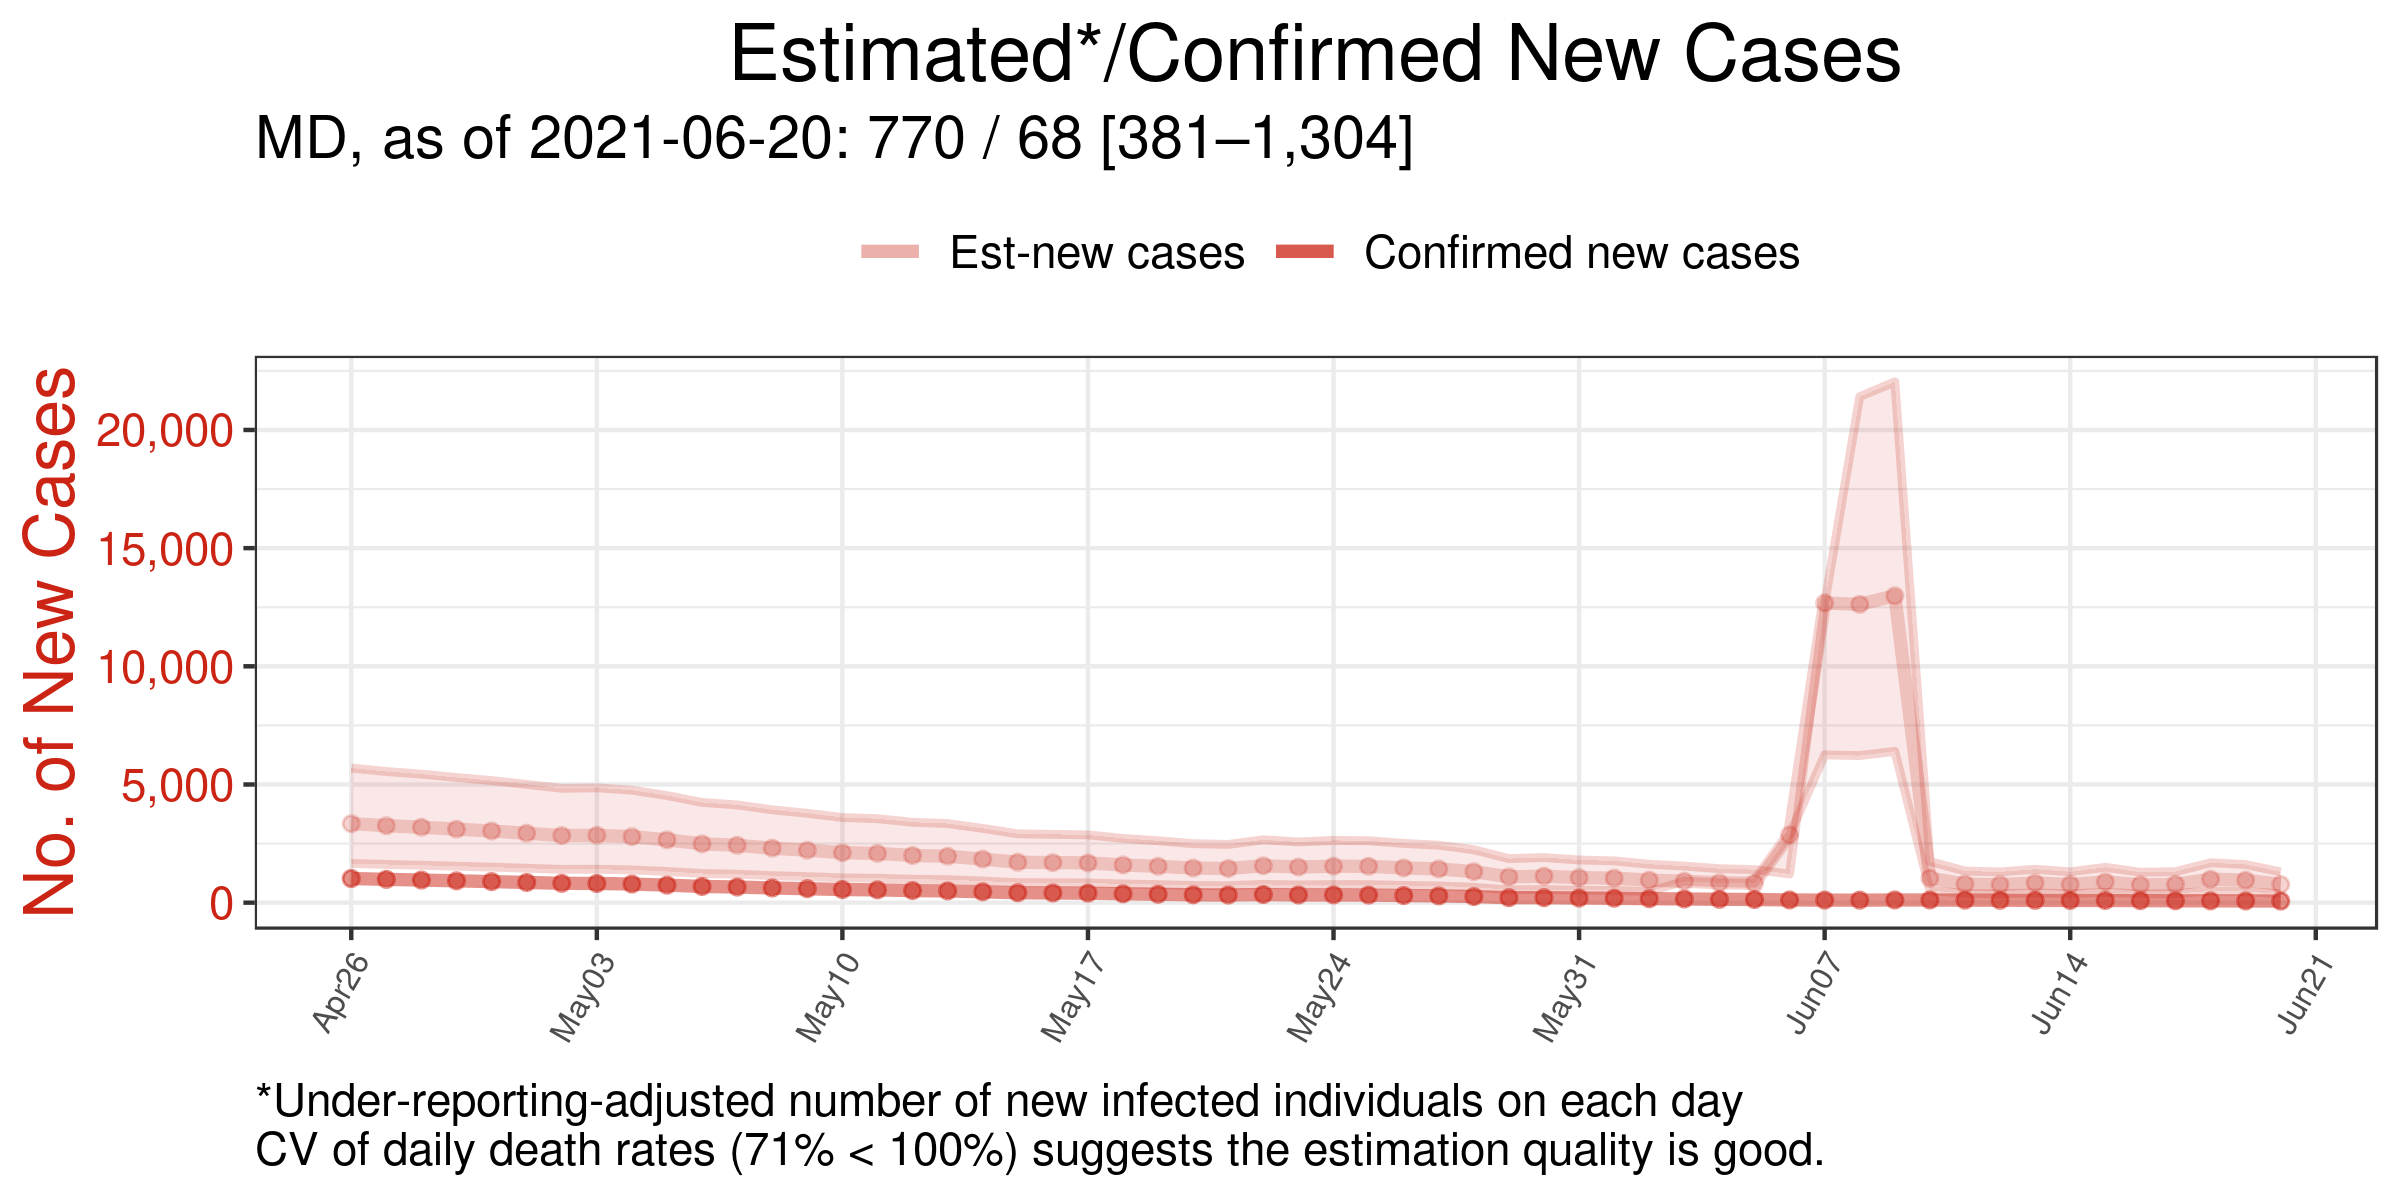 Estimated*/Confirmed New Cases
MD, as of 2021-06-20: 770 / 68 [381–1,304]
Est-new cases
Confirmed new cases
No. of New Cases
20,000
15,000
10,000
5,000
0
Apr26
May03
May10
May17
May24
May31
Jun07
Jun14
Jun21
*Under-reporting-adjusted number of new infected individuals on each day
CV of daily death rates (71% < 100%) suggests the estimation quality is good.